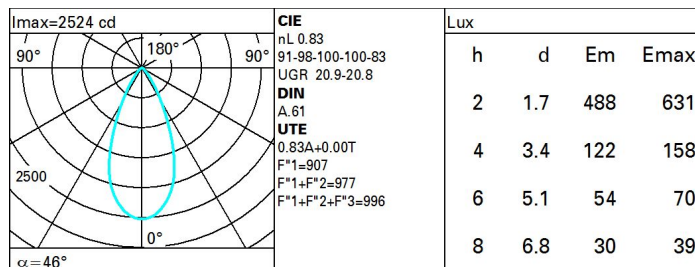 Imax=2524 cd
90° 180° 90°
2500
0°
α=46°
CIE
nL 0.83
91-98-100-100-83
UGR 20.9-20.8
DIN
A.61
UTE
0.83A+0.00T
F"1=907
F"1+F"2=977
F"1+F"2+F"3=996
Lux
h d Em Emax
2 1.7 488 631
4 3.4 122 158
6 5.1 54 70
8 6.8 30 39